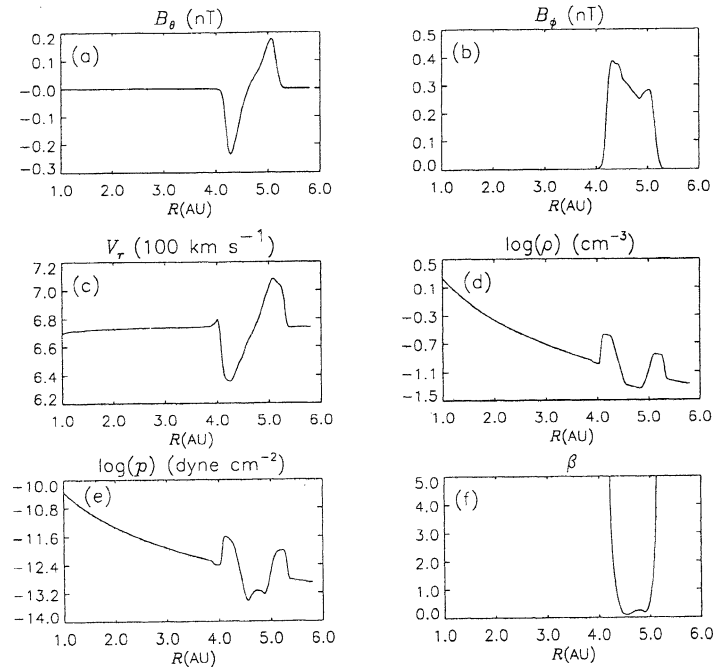 B_θ (nT)
(a)
0.2
0.1
−0.0
−0.1
−0.2
−0.3
1.0 2.0 3.0 4.0 5.0 6.0
R(AU)
B_ϕ (nT)
(b)
0.5
0.4
0.3
0.2
0.1
0.0
1.0 2.0 3.0 4.0 5.0 6.0
R(AU)
V_r (100 km s⁻¹)
(c)
7.2
7.0
6.8
6.6
6.4
6.2
1.0 2.0 3.0 4.0 5.0 6.0
R(AU)
log(ρ) (cm⁻³)
(d)
0.5
0.1
−0.3
−0.7
−1.1
−1.5
1.0 2.0 3.0 4.0 5.0 6.0
R(AU)
log(p) (dyne cm⁻²)
(e)
−10.0
−10.8
−11.6
−12.4
−13.2
−14.0
1.0 2.0 3.0 4.0 5.0 6.0
R(AU)
β
(f)
5.0
4.0
3.0
2.0
1.0
0.0
1.0 2.0 3.0 4.0 5.0 6.0
R(AU)